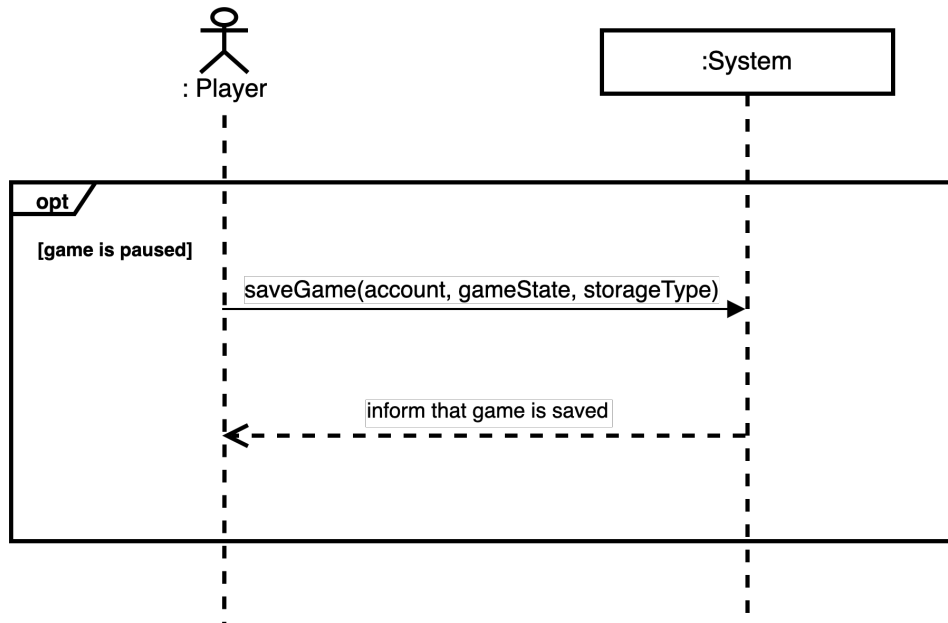 : Player
:System
opt
[game is paused]
saveGame(account, gameState, storageType)
inform that game is saved